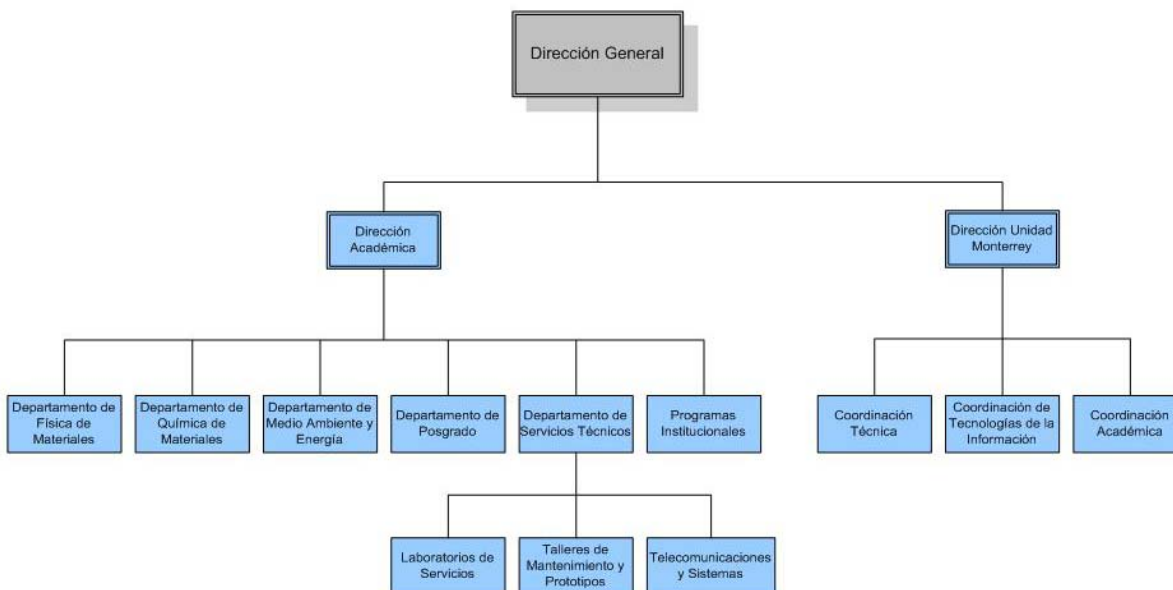 Dirección General
Dirección
Académica
Dirección Unidad
Monterrey
Departamento de
Física de
Materiales
Departamento de
Química de
Materiales
Departamento de
Medio Ambiente y
Energía
Departamento de
Posgrado
Departamento de
Servicios Técnicos
Programas
Institucionales
Coordinación
Técnica
Coordinación de
Tecnologías de la
Información
Coordinación
Académica
Laboratorios de
Servicios
Talleres de
Mantenimiento y
Prototipos
Telecomunicaciones
y Sistemas